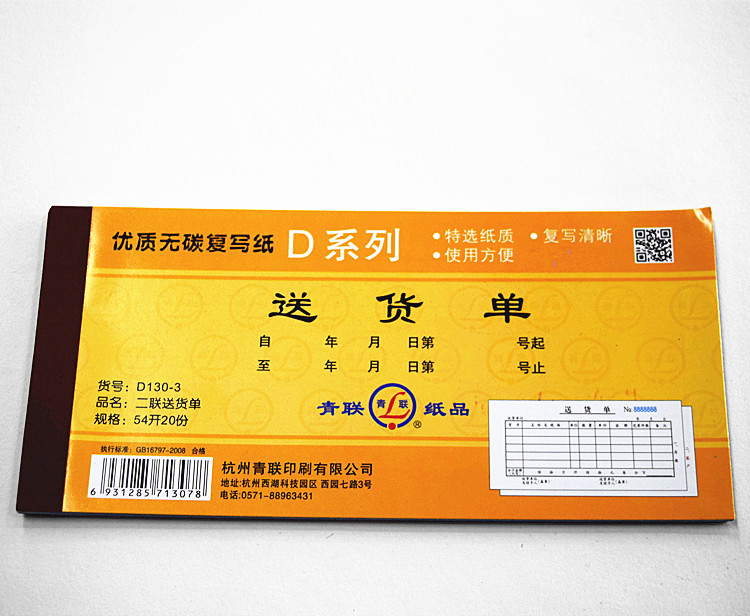 优质无碳复写纸 D系列
•特选纸质 •复写清晰
•使用方便
送货单
自 年 月 日第 号起
至 年 月 日第 号止
货号：D130-3
品名：二联送货单
规格：54开20份
青联 青联 ® 纸品
执行标准：GB16797-2008 合格
6 931285 713078
杭州青联印刷有限公司
地址：杭州西湖科技园区 西园七路3号
电话：0571-88963431
送货单 No 8888888